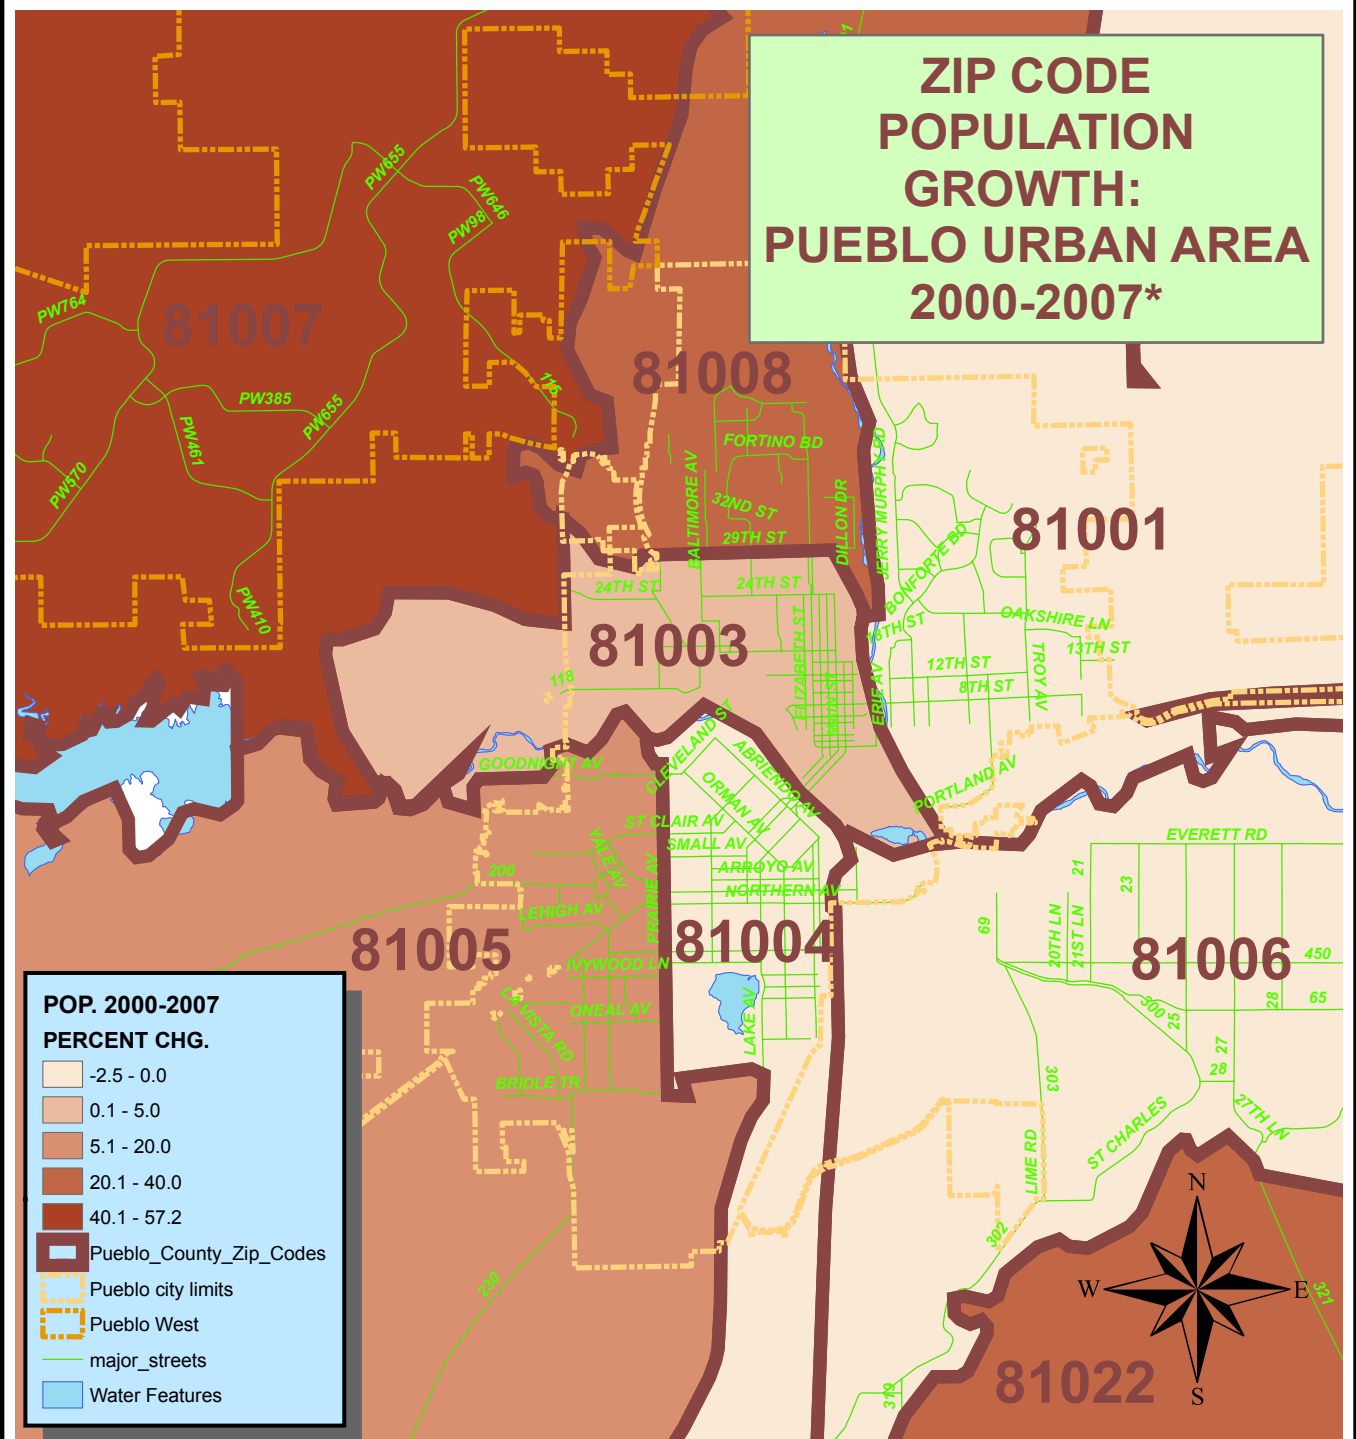 ZIP CODE
POPULATION
GROWTH:
PUEBLO URBAN AREA
2000-2007*
PW655
PW646
PW98
PW764
81007
PW385
PW655
PW461
PW570
PW410
115
81008
FORTINO BD
BALTIMORE AV
32ND ST
29TH ST
DILLON DR
JERRY MURPHY RD
81001
BONFORTE BD
24TH ST
24TH ST
OAKSHIRE LN
18TH ST
13TH ST
81003
ELIZABETH ST
12TH ST
8TH ST
TROY AV
118
MAIN ST
ERIE AV
GOODNIGHT AV
CLEVELAND ST
ABRIENDO AV
ORMAN AV
PORTLAND AV
ST CLAIR AV
SMALL AV
EVERETT RD
YALE AV
ARROYO AV
200
NORTHERN AV
21
23
LEHIGH AV
PRAIRIE AV
69
20TH LN
21ST LN
81005
81004
81006
450
IVYWOOD LN
LA VISTA RD
ONEAL AV
LAKE AV
300
25
28
65
27
28
BRIDLE TR
303
27TH LN
ST CHARLES
LIME RD
302
230
319
321
81022
N
W
E
S
POP. 2000-2007
PERCENT CHG.
-2.5 - 0.0
0.1 - 5.0
5.1 - 20.0
20.1 - 40.0
40.1 - 57.2
Pueblo_County_Zip_Codes
Pueblo city limits
Pueblo West
major_streets
Water Features